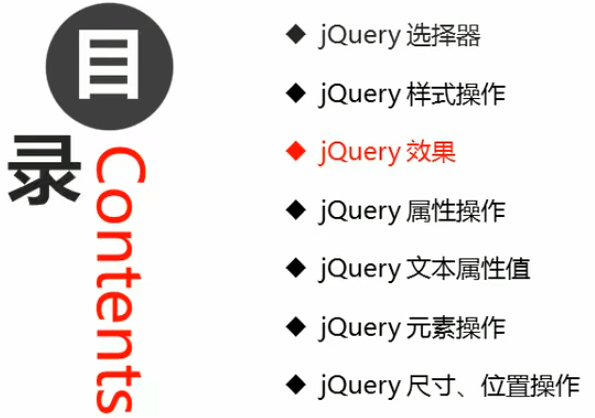 目录
Contents
◆ jQuery 选择器
◆ jQuery 样式操作
◆ jQuery 效果
◆ jQuery 属性操作
◆ jQuery 文本属性值
◆ jQuery 元素操作
◆ jQuery 尺寸、位置操作